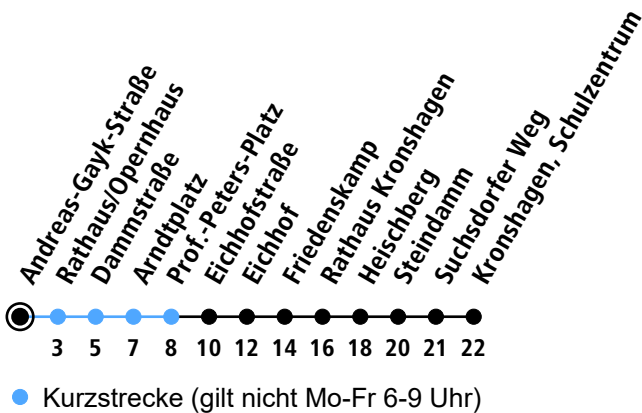 Andreas-Gayk-Straße
Rathaus/Opernhaus
Dammstraße
Arndtplatz
Prof.-Peters-Platz
Eichhofstraße
Eichhof
Friedenskamp
Rathaus Kronshagen
Heischberg
Steindamm
Suchsdorfer Weg
Kronshagen, Schulzentrum
3 5 7 8 10 12 14 16 18 20 21 22
Kurzstrecke (gilt nicht Mo-Fr 6-9 Uhr)